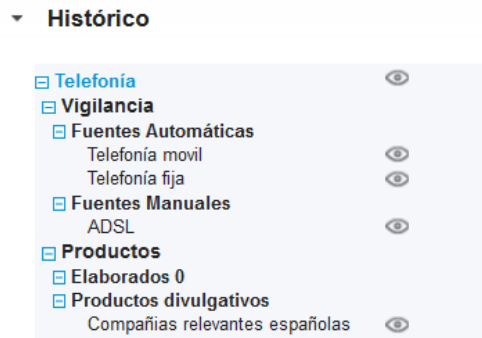 Histórico
Telefonía
Vigilancia
Fuentes Automáticas
Telefonía movil
Telefonía fija
Fuentes Manuales
ADSL
Productos
Elaborados 0
Productos divulgativos
Compañias relevantes españolas